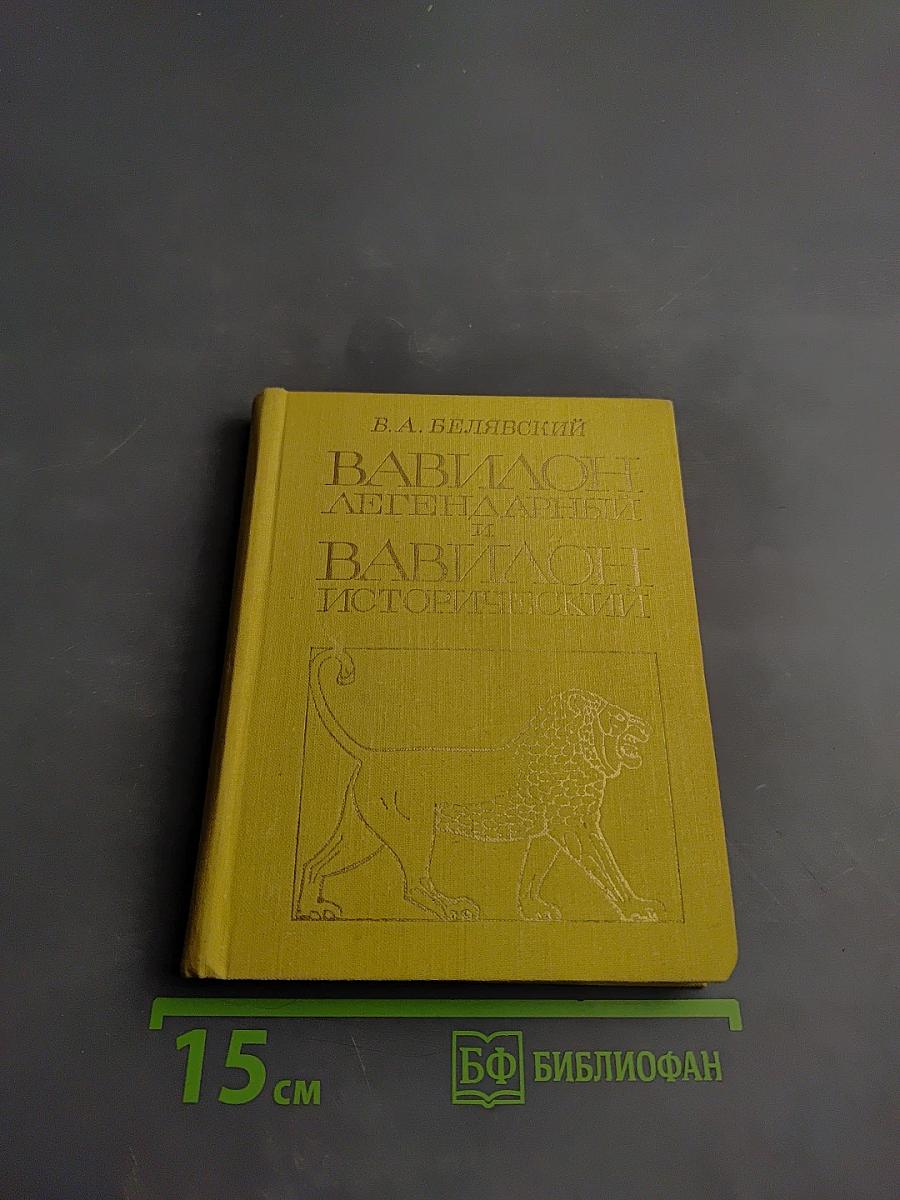 В. А. БЕЛЯВСКИЙ
ВАВИЛОН
ЛЕГЕНДАРНЫЙ
И
ВАВИЛОН
ИСТОРИЧЕСКИЙ
15 см
БФ БИБЛИОФАН